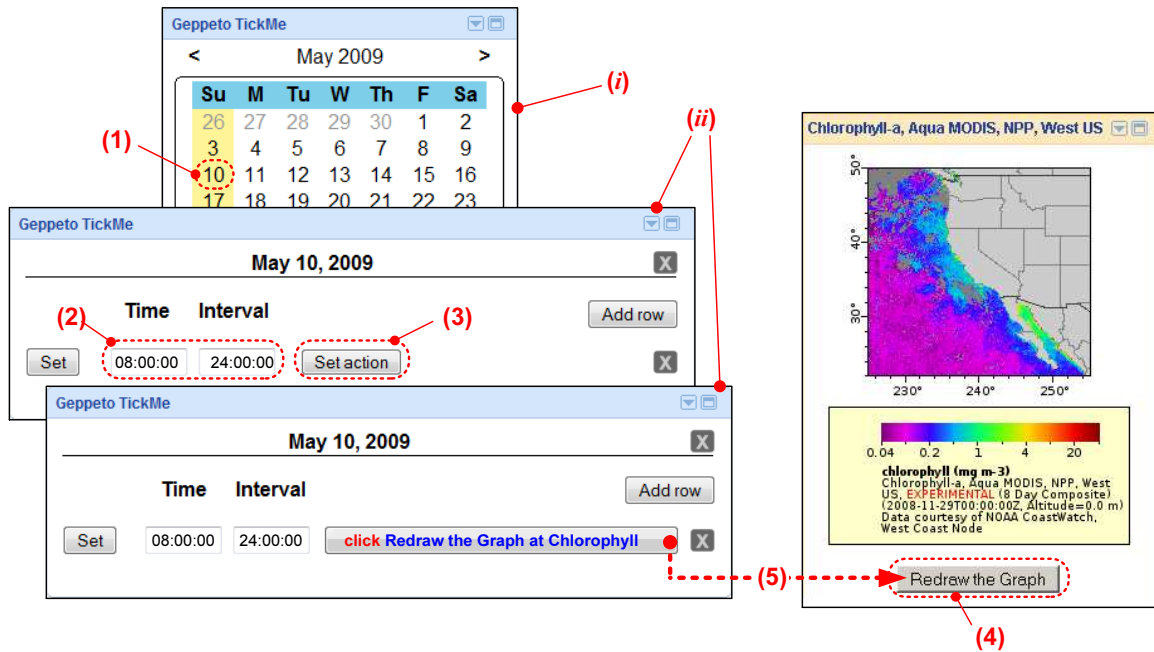 Geppeto TickMe
< May 2009 >
Su M Tu W Th F Sa
26 27 28 29 30 1 2
3 4 5 6 7 8 9
10 11 12 13 14 15 16
17 18 19 20 21 22 23
(1)
(i)
(ii)
Geppeto TickMe
May 10, 2009
X
Time Interval
Add row
(2)
(3)
Set 08:00:00 24:00:00 Set action X
Geppeto TickMe
May 10, 2009
X
Time Interval
Add row
Set 08:00:00 24:00:00 click Redraw the Graph at Chlorophyll X
(5)
Chlorophyll-a, Aqua MODIS, NPP, West US
50°
40°
30°
230° 240° 250°
0.04 0.2 1 4 20
chlorophyll (mg m-3)
Chlorophyll-a, Aqua MODIS, NPP, West
US, EXPERIMENTAL (8 Day Composite)
(2008-11-29T00:00:00Z, Altitude=0.0 m)
Data courtesy of NOAA CoastWatch,
West Coast Node
Redraw the Graph
(4)